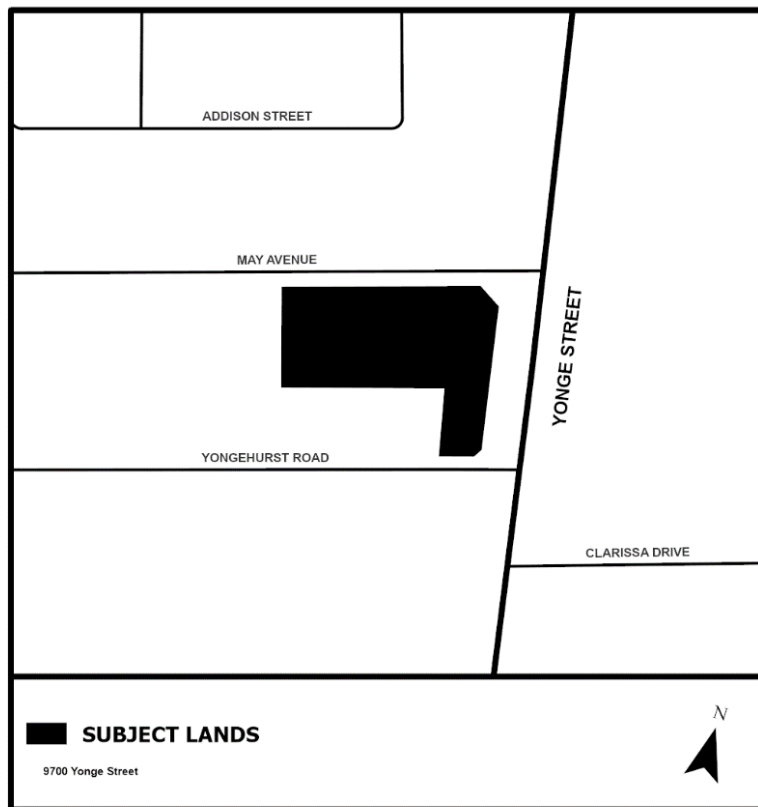 ADDISON STREET
MAY AVENUE
YONGE STREET
YONGEHURST ROAD
CLARISSA DRIVE
SUBJECT LANDS
N
9700 Yonge Street